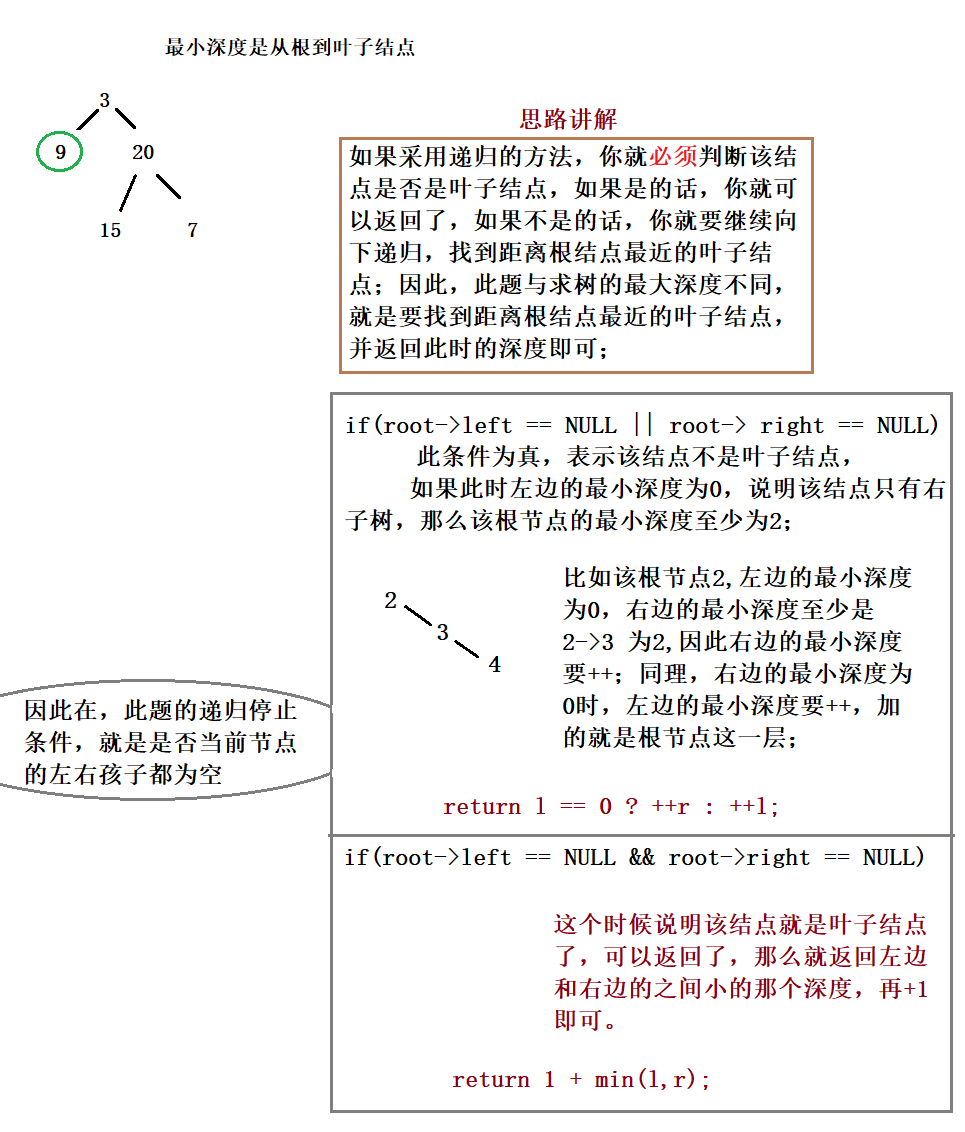 最小深度是从根到叶子结点
3
9
20
15
7
思路讲解
如果采用递归的方法，你就必须判断该结
点是否是叶子结点，如果是的话，你就可
以返回了，如果不是的话，你就要继续向
下递归，找到距离根结点最近的叶子结
点；因此，此题与求树的最大深度不同，
就是要找到距离根结点最近的叶子结点，
并返回此时的深度即可；
if(root->left == NULL || root-> right == NULL)
此条件为真，表示该结点不是叶子结点，
如果此时左边的最小深度为0，说明该结点只有右
子树，那么该根节点的最小深度至少为2；
2
3
4
比如该根节点2,左边的最小深度
为0，右边的最小深度至少是
2->3 为2,因此右边的最小深度
要++；同理，右边的最小深度为
0时，左边的最小深度要++，加
的就是根节点这一层；
return l == 0 ? ++r : ++l;
因此在，此题的递归停止
条件，就是是否当前节点
的左右孩子都为空
if(root->left == NULL && root->right == NULL)
这个时候说明该结点就是叶子结点
了，可以返回了，那么就返回左边
和右边的之间小的那个深度，再+1
即可。
return 1 + min(l,r);